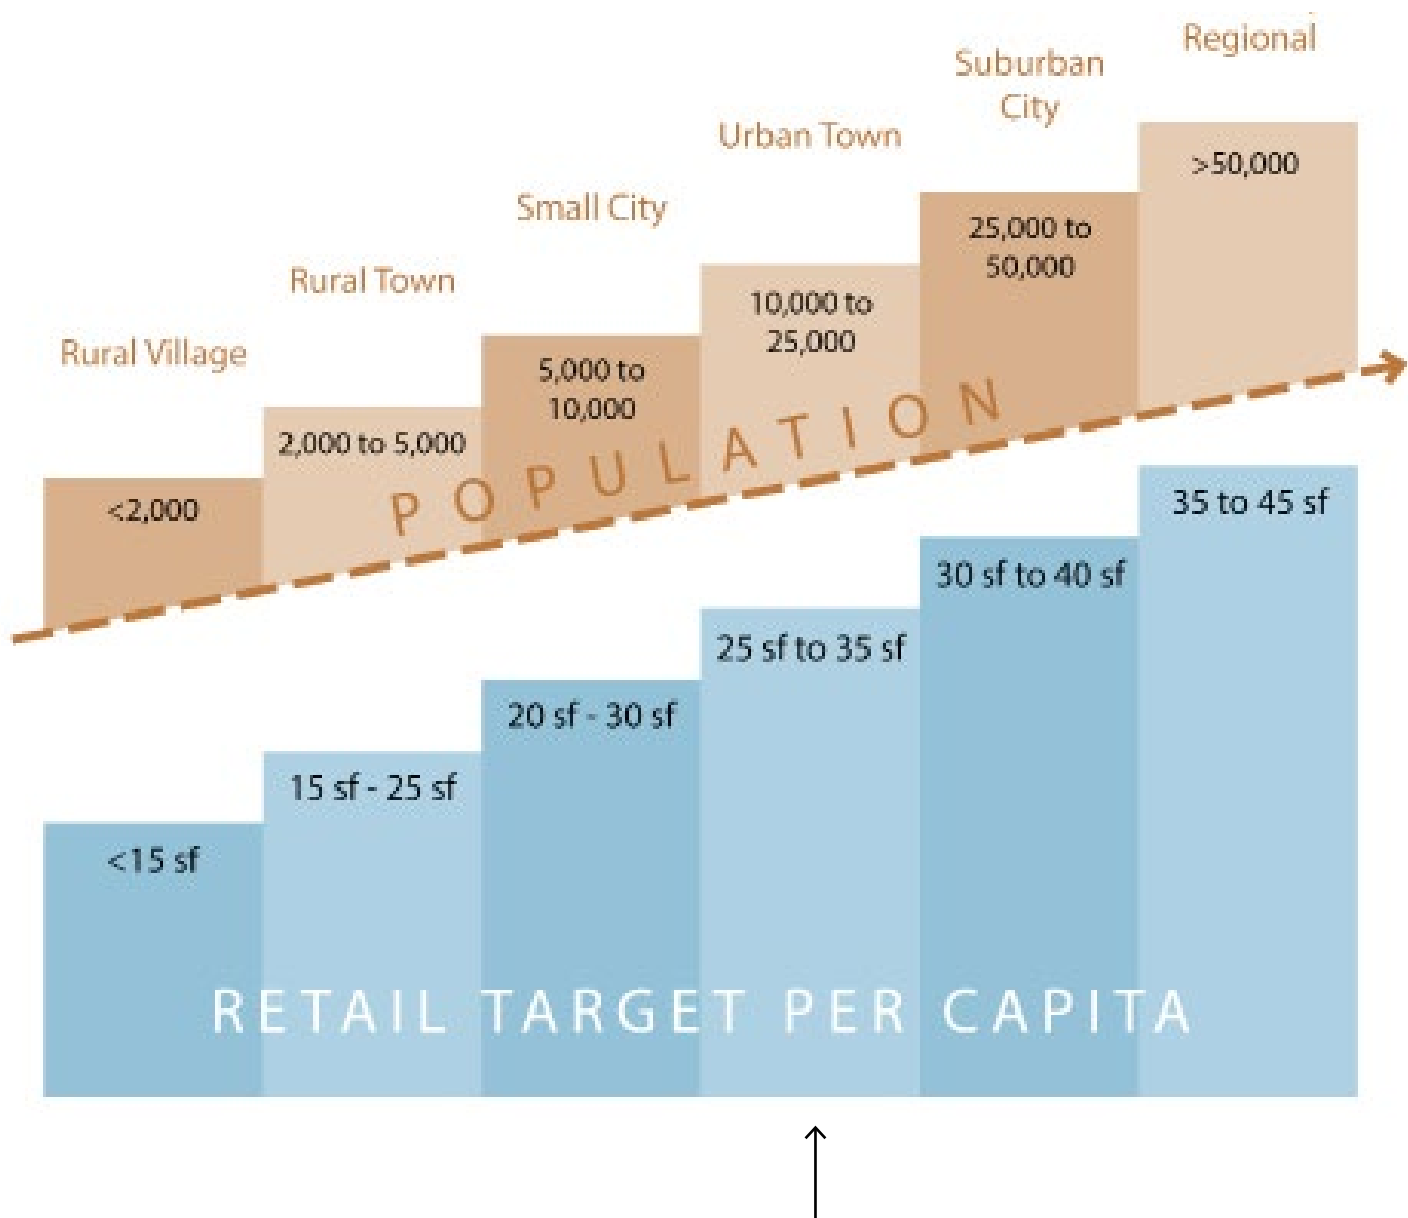 Regional
Suburban
City
Urban Town
Small City
Rural Town
Rural Village
>50,000
25,000 to
50,000
10,000 to
25,000
5,000 to
10,000
2,000 to 5,000
<2,000
POPULATION
35 to 45 sf
30 sf to 40 sf
25 sf to 35 sf
20 sf - 30 sf
15 sf - 25 sf
<15 sf
RETAIL TARGET PER CAPITA